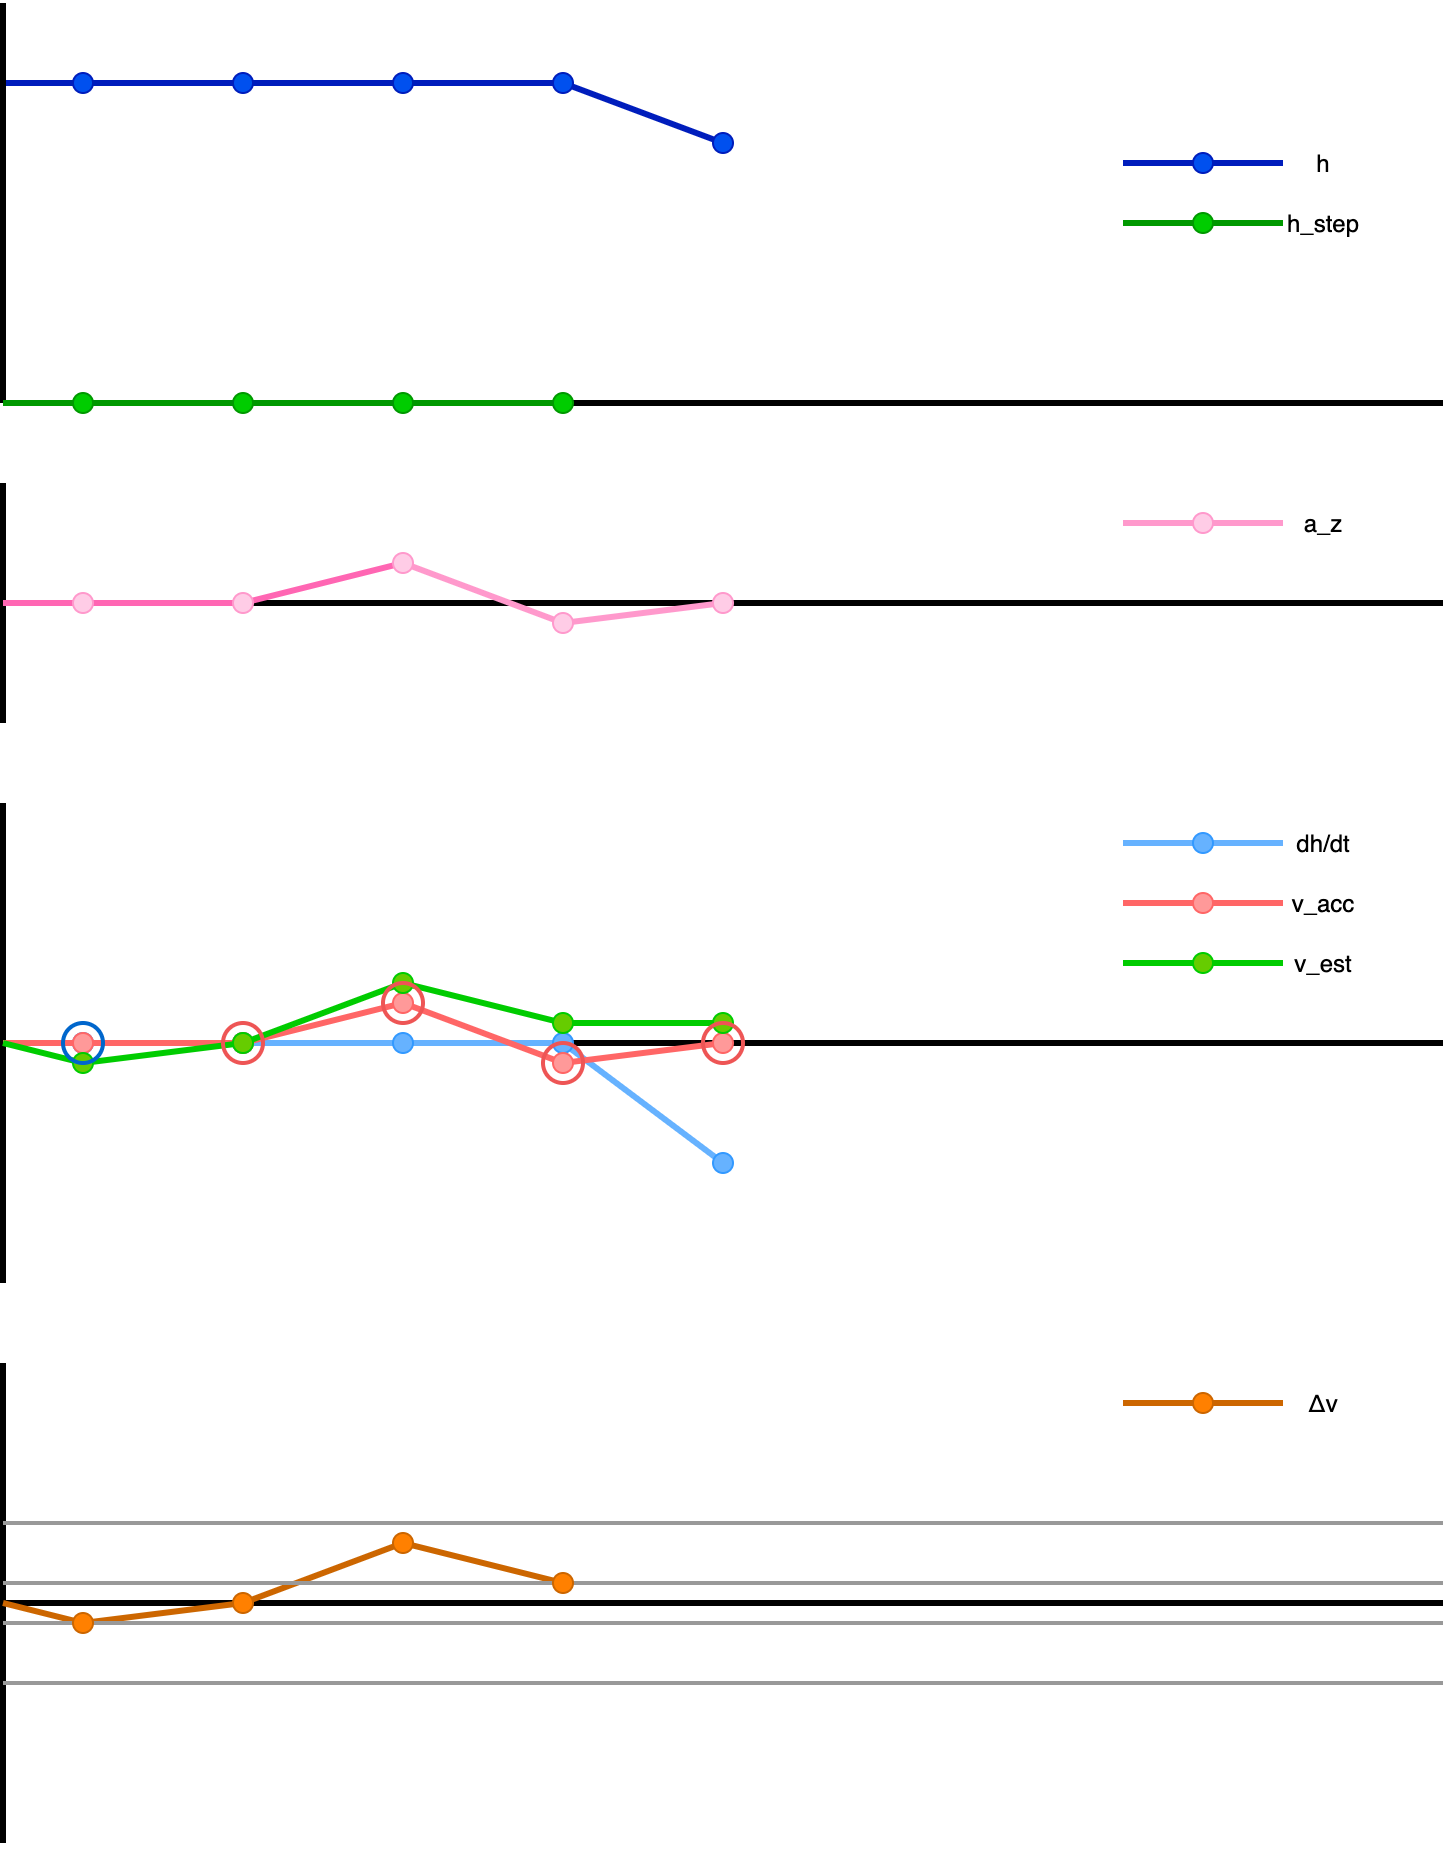 h
h_step
a_z
dh/dt
v_acc
v_est
Δv